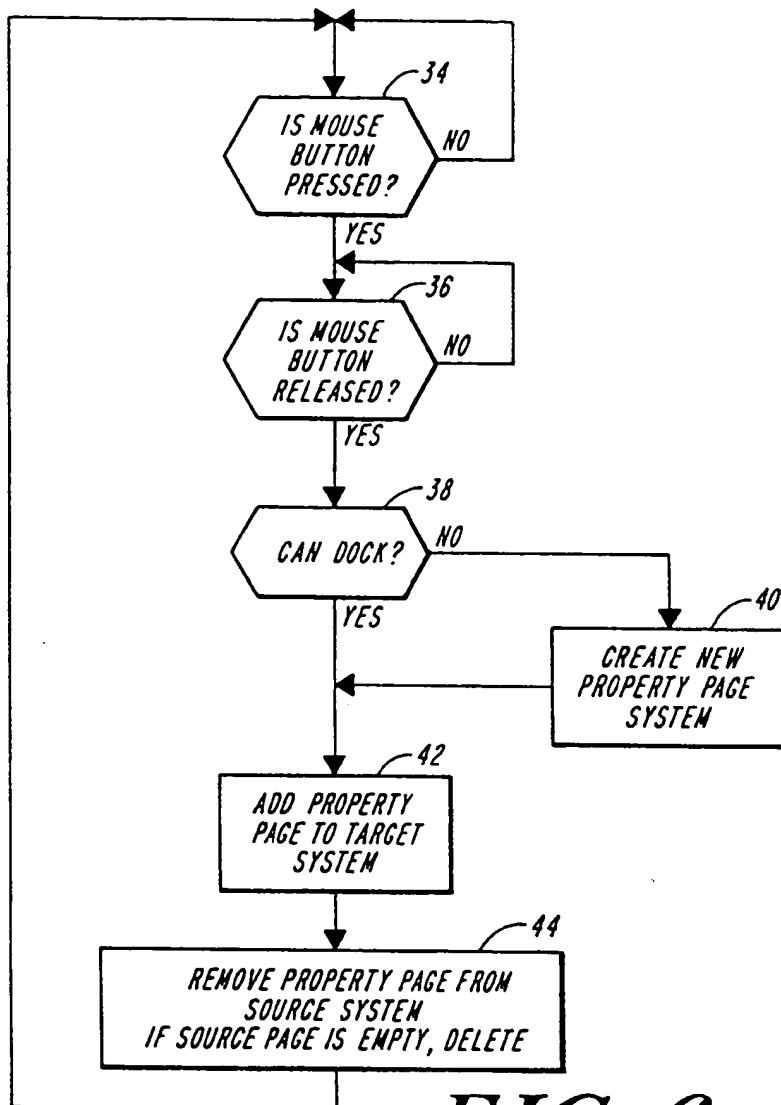 34
IS MOUSE
BUTTON
PRESSED?
NO
YES
36
IS MOUSE
BUTTON
RELEASED?
NO
YES
38
CAN DOCK?
NO
YES
40
CREATE NEW
PROPERTY PAGE
SYSTEM
42
ADD PROPERTY
PAGE TO TARGET
SYSTEM
44
REMOVE PROPERTY PAGE FROM
SOURCE SYSTEM
IF SOURCE PAGE IS EMPTY, DELETE